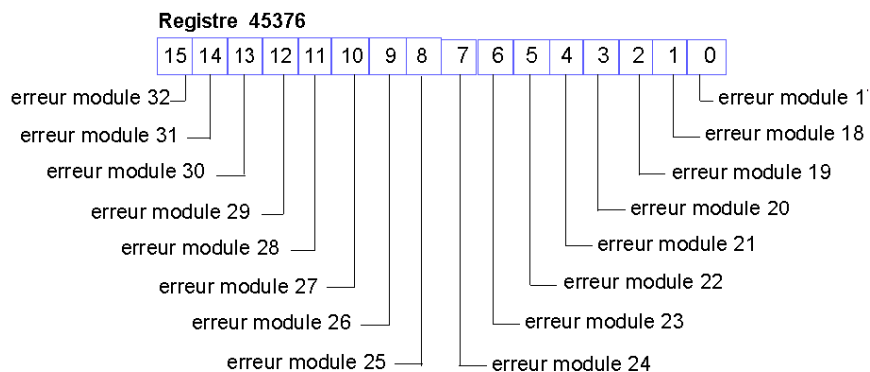 Registre 45376
15 14 13 12 11 10 9 8 7 6 5 4 3 2 1 0
erreur module 32
erreur module 31
erreur module 30
erreur module 29
erreur module 28
erreur module 27
erreur module 26
erreur module 25
erreur module
erreur module 18
erreur module 19
erreur module 20
erreur module 21
erreur module 22
erreur module 23
erreur module 24